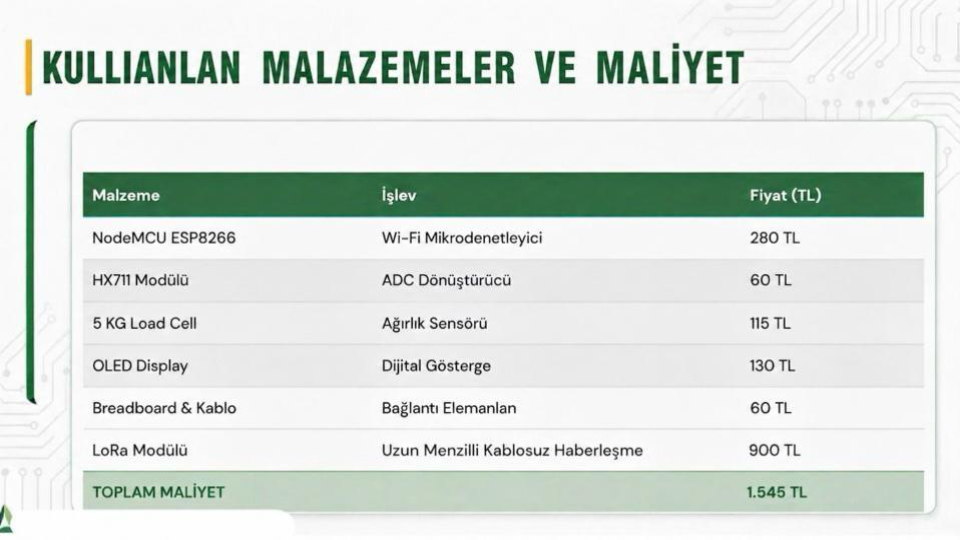 KULLIANLAN MALAZEMELER VE MALİYET
Malzeme İşlev Fiyat (TL)
NodeMCU ESP8266 Wi-Fi Mikrodenetleyici 280 TL
HX711 Modülü ADC Dönüştürücü 60 TL
5 KG Load Cell Ağırlık Sensörü 115 TL
OLED Display Dijital Gösterge 130 TL
Breadboard & Kablo Bağlantı Elemanlan 60 TL
LoRa Modülü Uzun Menzilli Kablosuz Haberleşme 900 TL
TOPLAM MALİYET 1.545 TL